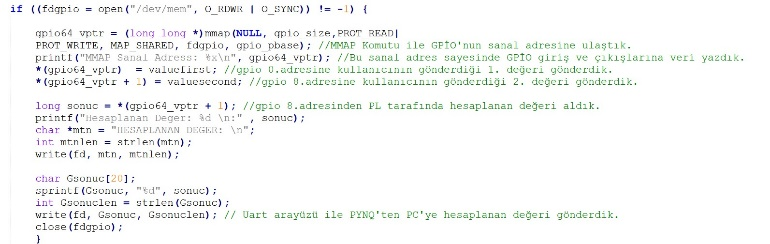 if ((fdgpio = open("/dev/mem", O_RDWR | O_SYNC)) != -1) {
gpio64_vptr = (long long *)mmap(NULL, gpio_size,PROT_READ|
PROT_WRITE, MAP_SHARED, fdgpio, gpio_pbase); //MMAP Komutu ile GPİO'nun sanal adresine ulaştık.
printf("MMAP Sanal Adress: %x\n", gpio64_vptr); //Bu sanal adres sayesinde GPIO giriş ve çıkışlarına veri yazdık.
*(gpio64_vptr) = valuefirst; //gpio 0.adresine kullanıcının gönderdiği 1. değeri gönderdik.
*(gpio64_vptr + 1) = valuesecond; //gpio 8.adresine kullanıcının gönderdiği 2. değeri gönderdik.
long sonuc = *(gpio64_vptr + 1); //gpio 8.adresinden PL tarafında hesaplanan değeri aldık.
printf("Hesaplanan Deger: %d \n:" , sonuc);
char *mtn = "HESAPLANAN DEGER: \n";
int mtnlen = strlen(mtn);
write(fd, mtn, mtnlen);
char Gsonuc[20];
sprintf(Gsonuc, "%d", sonuc);
int Gsonuclen = strlen(Gsonuc);
write(fd, Gsonuc, Gsonuclen); // Uart arayüzü ile PYNQ'ten PC'ye hesaplanan değeri gönderdik.
close(fdgpio);
}